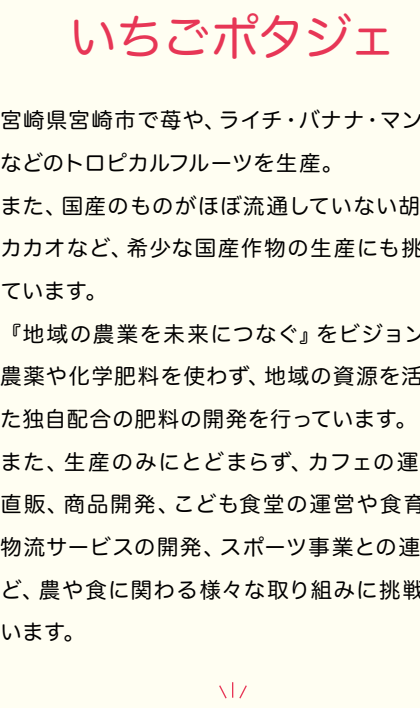 いちごポタジェ
宮崎県宮崎市で苺や、ライチ・バナナ・マン
などのトロピカルフルーツを生産。
また、国産のものがほぼ流通していない胡
カカオなど、希少な国産作物の生産にも挑
ています。
『地域の農業を未来につなぐ』をビジョン
農薬や化学肥料を使わず、地域の資源を活
た独自配合の肥料の開発を行っています。
また、生産のみにとどまらず、カフェの運
直販、商品開発、こども食堂の運営や食育
物流サービスの開発、スポーツ事業との連
ど、農や食に関わる様々な取り組みに挑戦
います。